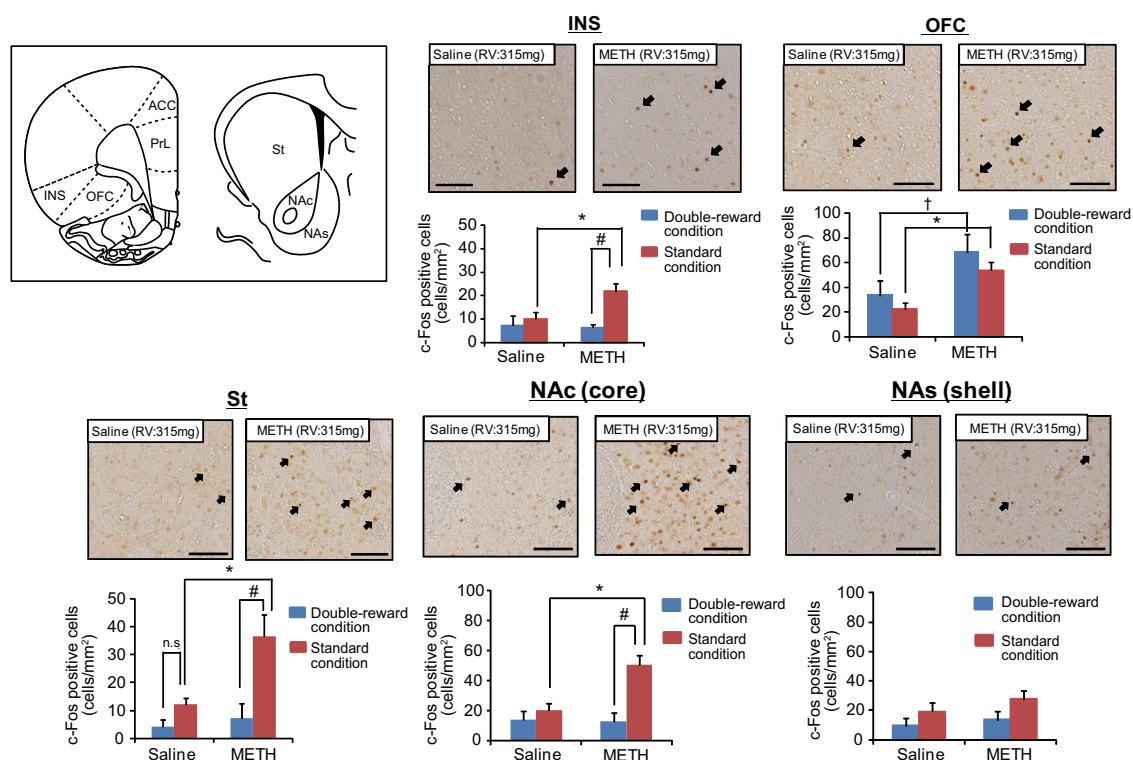 INS
OFC
Saline (RV:315mg)
METH (RV:315mg)
Saline (RV:315mg)
METH (RV:315mg)
ACC
PrL
INS
OFC
St
NAc
NAs
c-Fos positive cells
(cells/mm²)
50
40
30
20
10
0
*
#
Saline
METH
Double-reward
condition
Standard
condition
c-Fos positive cells
(cells/mm²)
100
80
60
40
20
0
†
*
Saline
METH
Double-reward
condition
Standard
condition
St
NAc (core)
NAs (shell)
Saline (RV:315mg)
METH (RV:315mg)
Saline (RV:315mg)
METH (RV:315mg)
Saline (RV:315mg)
METH (RV:315mg)
c-Fos positive cells
(cells/mm²)
50
40
30
20
10
0
n.s
*
#
Saline
METH
Double-reward
condition
Standard
condition
c-Fos positive cells
(cells/mm²)
100
80
60
40
20
0
*
#
Saline
METH
Double-reward
condition
Standard
condition
c-Fos positive cells
(cells/mm²)
100
80
60
40
20
0
Saline
METH
Double-reward
condition
Standard
condition